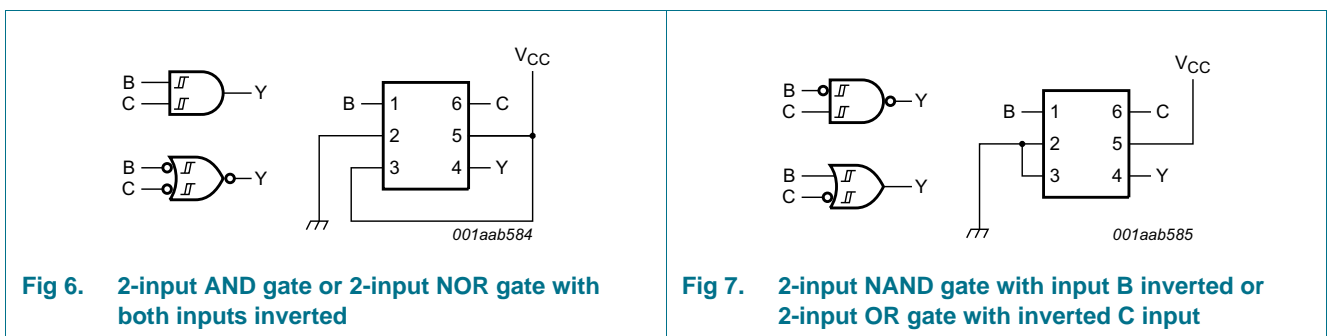 B
C
Y
B
C
Y
VCC
B
1
6
C
2
5
3
4
Y
001aab584
Fig 6. 2-input AND gate or 2-input NOR gate with
both inputs inverted
B
C
Y
B
C
Y
VCC
B
1
6
C
2
5
3
4
Y
001aab585
Fig 7. 2-input NAND gate with input B inverted or
2-input OR gate with inverted C input